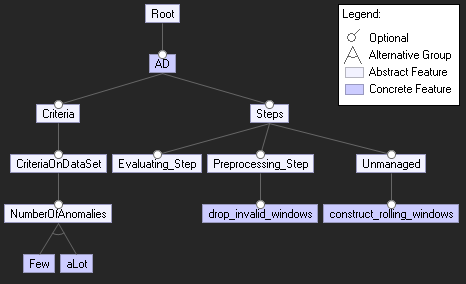 Root
Legend:
Optional
Alternative Group
Abstract Feature
Concrete Feature
AD
Criteria
Steps
CriteriaOnDataSet
Evaluating_Step
Preprocessing_Step
Unmanaged
NumberOfAnomalies
drop_invalid_windows
construct_rolling_windows
Few
aLot